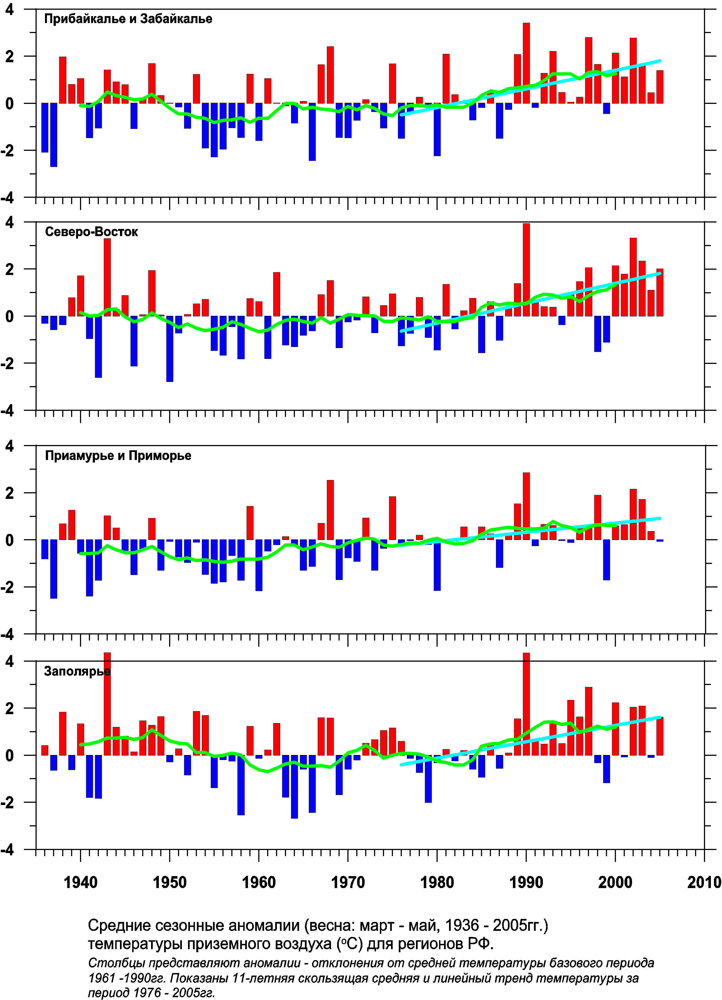 4
Прибайкалье и Забайкалье
2
0
-2
-4
4
Северо-Восток
2
0
-2
-4
4
Приамурье и Приморье
2
0
-2
-4
4
Заполярье
2
0
-2
-4
1940 1950 1960 1970 1980 1990 2000 2010
Средние сезонные аномалии (весна: март - май, 1936 - 2005гг.)
температуры приземного воздуха (°C) для регионов РФ.
Столбцы представляют аномалии - отклонения от средней температуры базового периода
1961 -1990гг. Показаны 11-летняя скользящая средняя и линейный тренд температуры за
период 1976 - 2005гг.